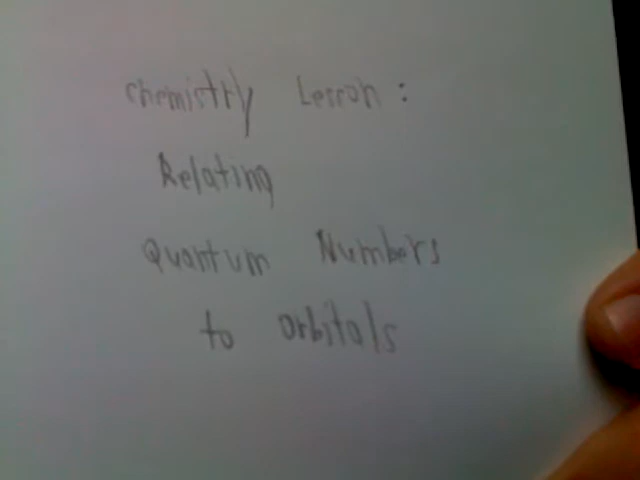 Chemistry Lesson:
Relating
Quantum Numbers
to Orbitals